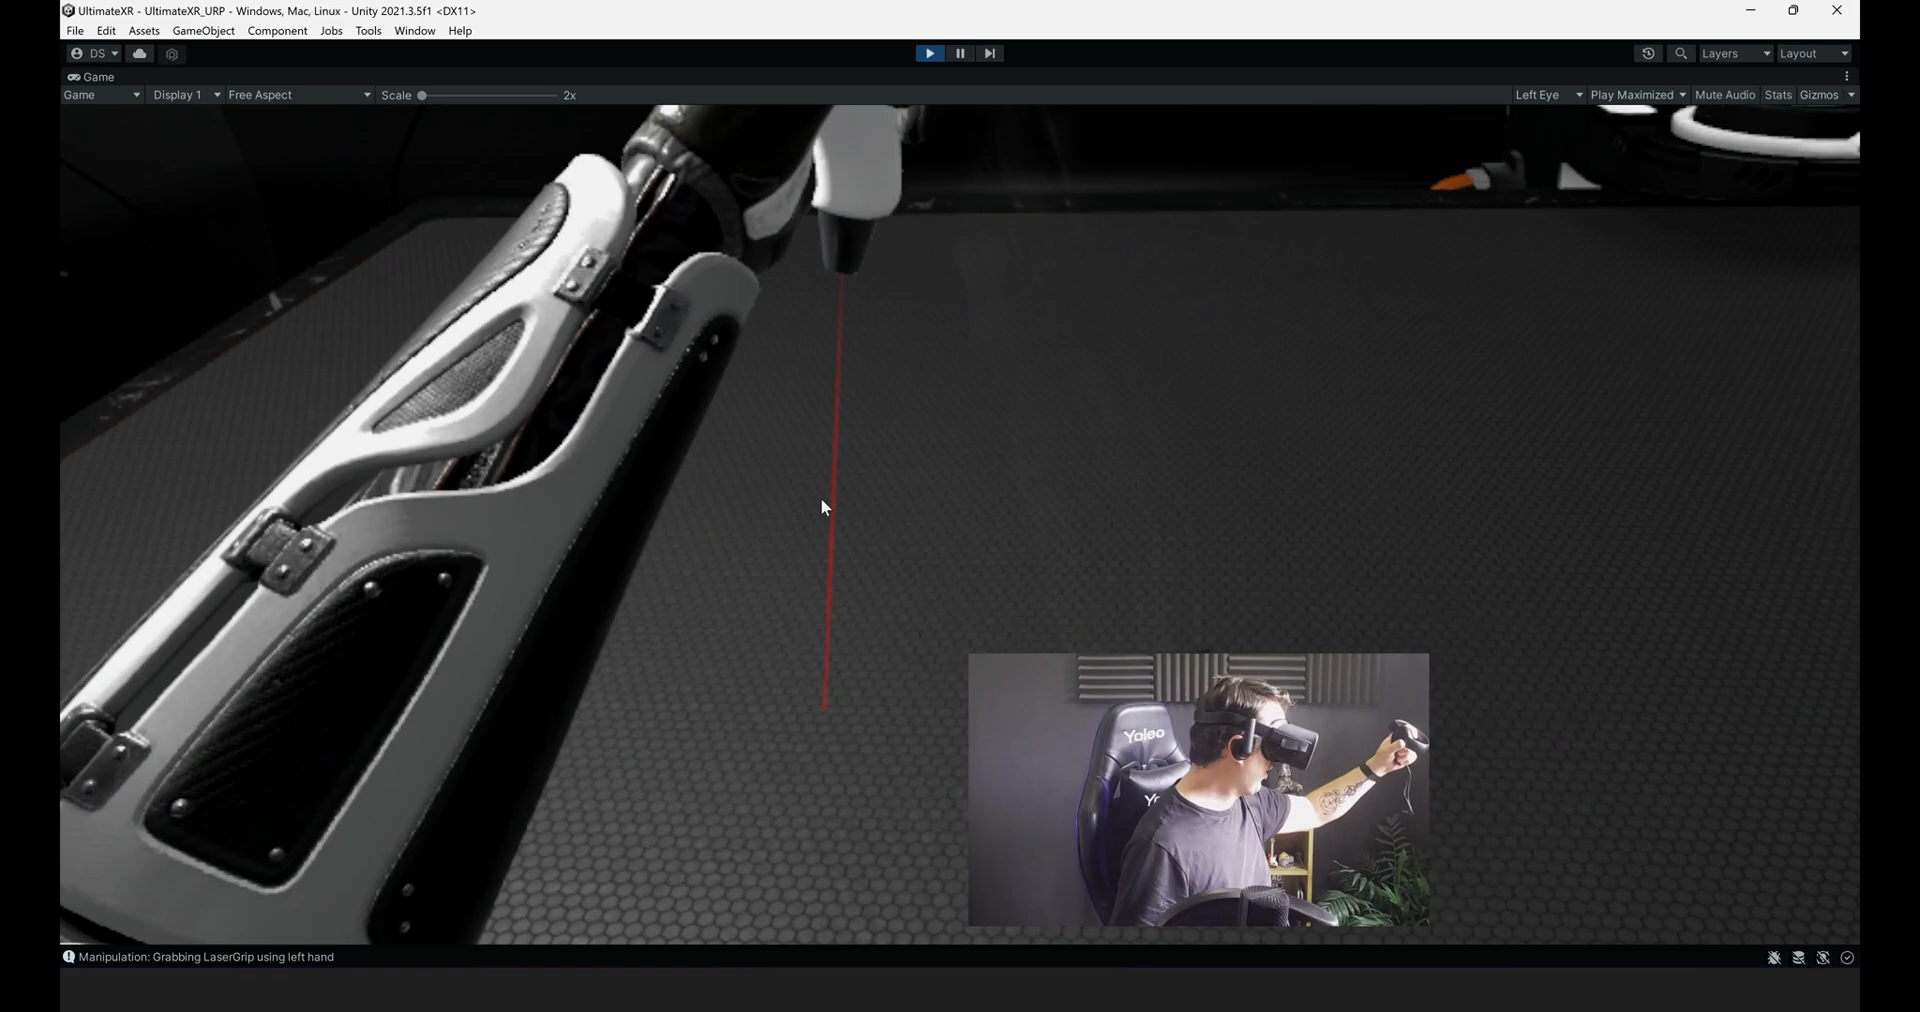 UltimateXR - UltimateXR_URP - Windows, Mac, Linux - Unity 2021.3.5f1 <DX11>
File Edit Assets GameObject Component Jobs Tools Window Help
DS Layers Layout
Game
Game Display 1 Free Aspect Scale 2x Left Eye Play Maximized Mute Audio Stats Gizmos
Yaleo
Manipulation: Grabbing LaserGrip using left hand